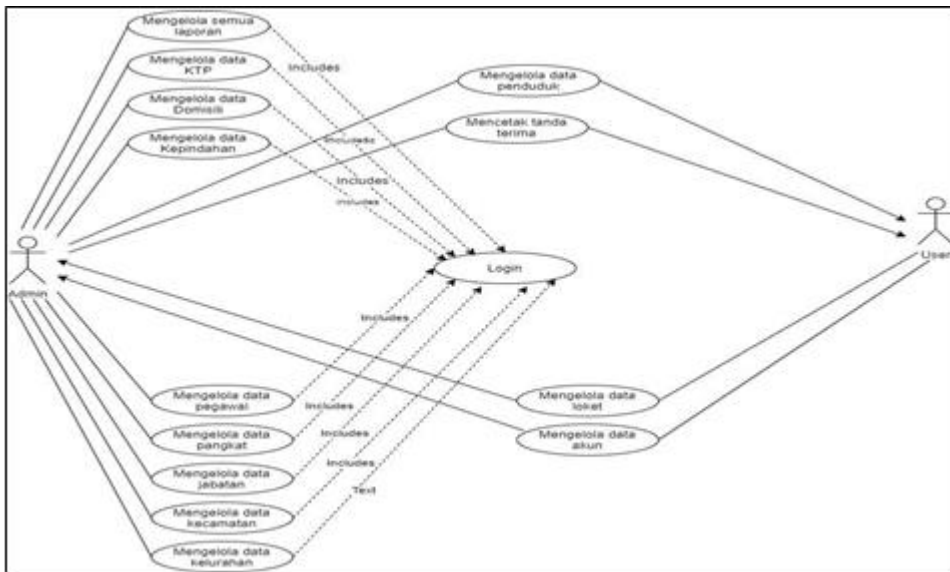 Mengelola semua
laporan
Mengelola data
KTP
Mengelola data
Domisili
Mengelola data
Kepindahan
Includes
Includes
Includes
Includes
Mengelola data
penduduk
Mencetak tanda
terima
Admin
Login
User
Includes
Mengelola data
pegawai
Mengelola data
pangkat
Mengelola data
jabatan
Mengelola data
kecamatan
Mengelola data
kelurahan
Includes
Includes
Includes
Text
Mengelola data
loket
Mengelola data
akun